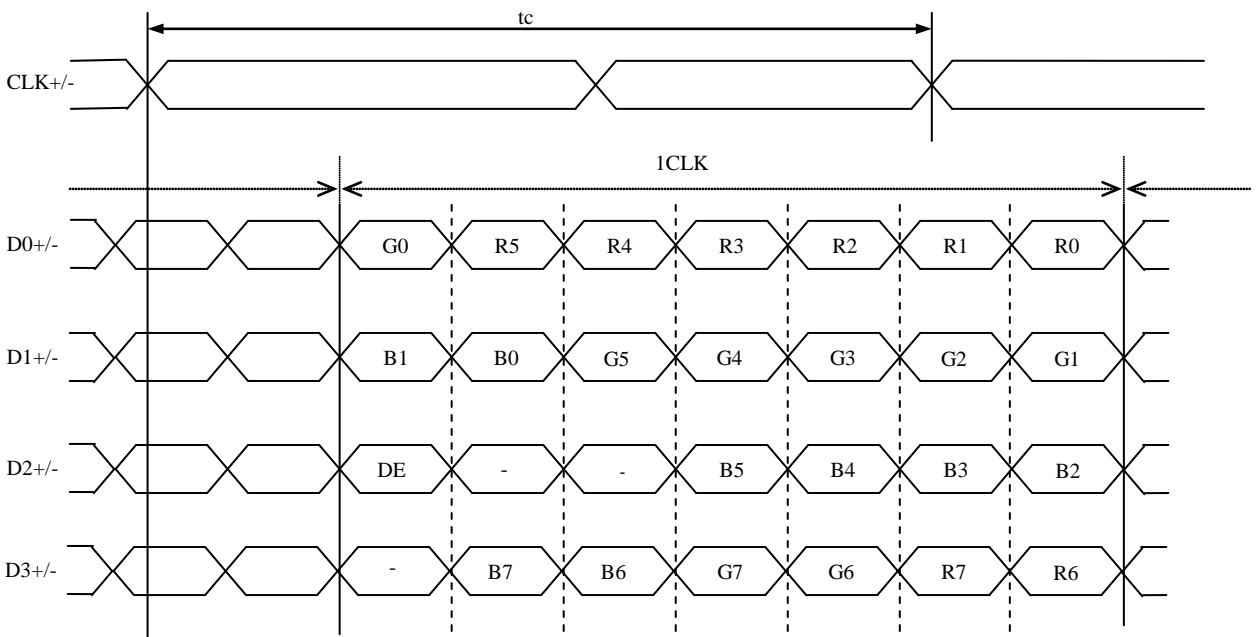 tc
CLK+/-
1CLK
D0+/- G0 R5 R4 R3 R2 R1 R0
D1+/- B1 B0 G5 G4 G3 G2 G1
D2+/- DE - - B5 B4 B3 B2
D3+/- - B7 B6 G7 G6 R7 R6